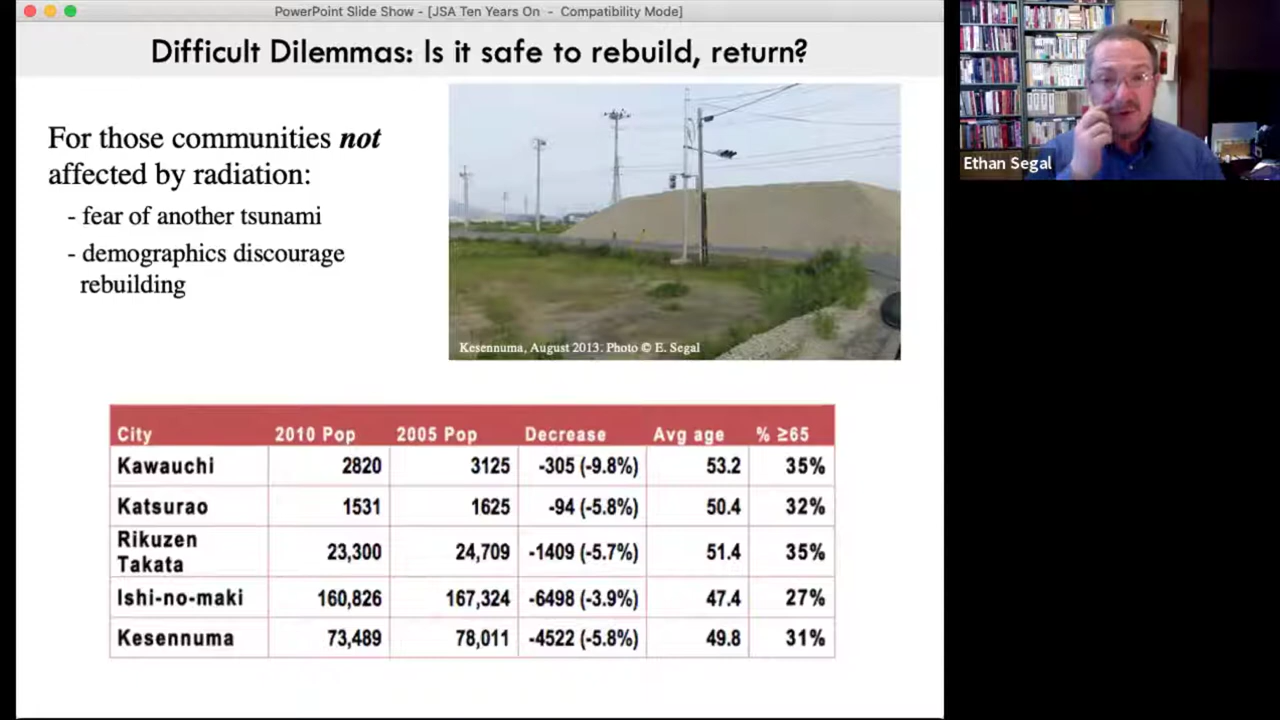 PowerPoint Slide Show - [JSA Ten Years On - Compatibility Mode]
Difficult Dilemmas: Is it safe to rebuild, return?
For those communities not
affected by radiation:
- fear of another tsunami
- demographics discourage
rebuilding
Kesennuma, August 2013. Photo © E. Segal
Ethan Segal
City 2010 Pop 2005 Pop Decrease Avg age % ≥65
Kawauchi 2820 3125 -305 (-9.8%) 53.2 35%
Katsurao 1531 1625 -94 (-5.8%) 50.4 32%
Rikuzen
Takata 23,300 24,709 -1409 (-5.7%) 51.4 35%
Ishi-no-maki 160,826 167,324 -6498 (-3.9%) 47.4 27%
Kesennuma 73,489 78,011 -4522 (-5.8%) 49.8 31%